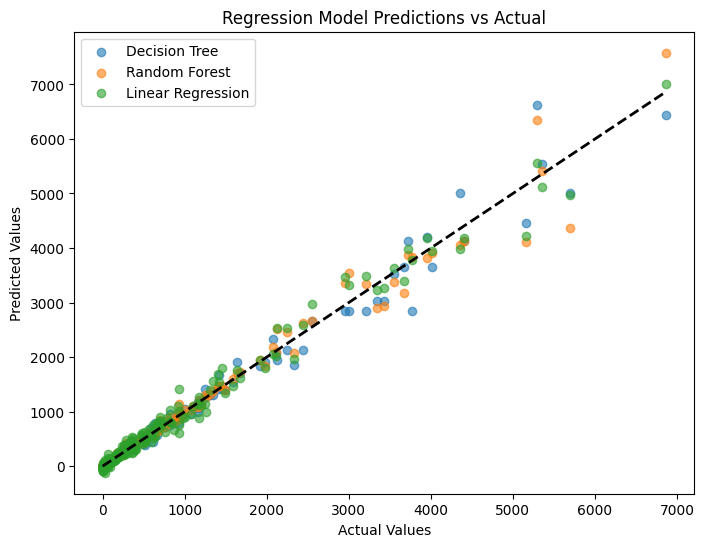 Regression Model Predictions vs Actual
Decision Tree
Random Forest
Linear Regression
7000
6000
5000
4000
3000
2000
1000
0
Predicted Values
0 1000 2000 3000 4000 5000 6000 7000
Actual Values